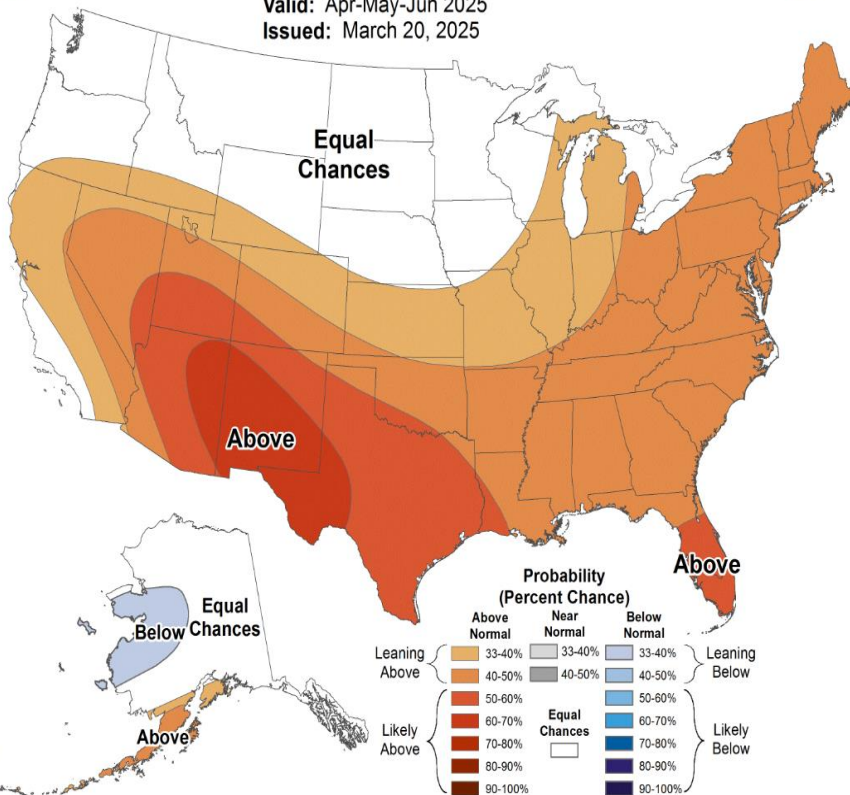 Valid: Apr-May-Jun 2025
Issued: March 20, 2025
Equal
Chances
Above
Above
Equal
Chances
Below
Above
Probability
(Percent Chance)
Above
Normal
Near
Normal
Below
Normal
Leaning
Above
33-40%
33-40%
33-40%
Leaning
Below
40-50%
40-50%
40-50%
Likely
Above
50-60%
50-60%
Likely
Below
60-70%
Equal
Chances
60-70%
70-80%
70-80%
80-90%
80-90%
90-100%
90-100%